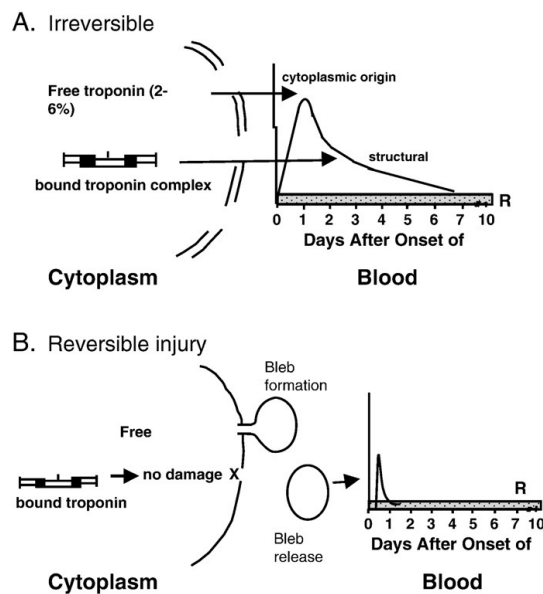 A. Irreversible
Free troponin (2-
6%)
cytoplasmic origin
bound troponin complex
structural
R
0 1 2 3 4 5 6 7 10
Days After Onset of
Cytoplasm
Blood
B. Reversible injury
Bleb
formation
Free
no damage X
bound troponin
Bleb
release
R
0 1 2 3 4 5 6 7 10
Days After Onset of
Cytoplasm
Blood